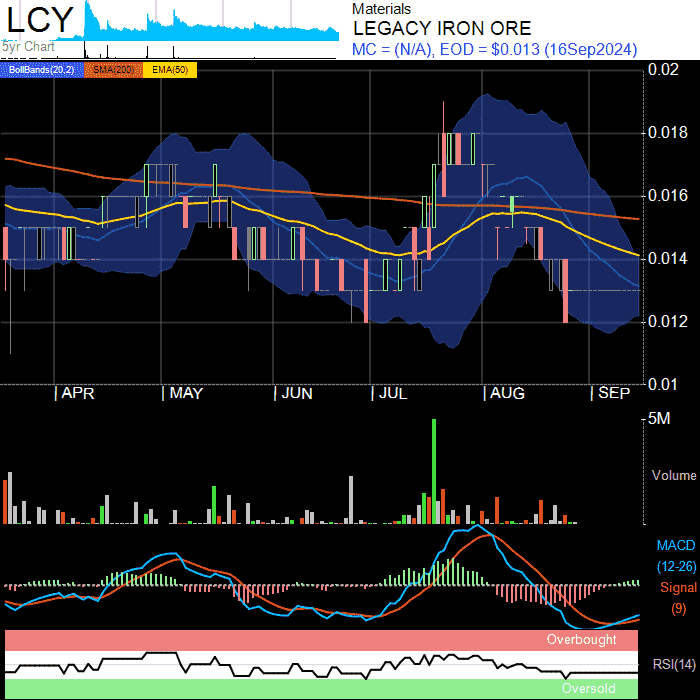 LCY
5yr Chart
Materials
LEGACY IRON ORE
MC = (N/A), EOD = $0.013 (16Sep2024)
BollBands(20,2) SMA(200) EMA(50)
0.02
0.018
0.016
0.014
0.012
0.01
APR MAY JUN JUL AUG SEP
5M
Volume
MACD
(12-26)
Signal
(9)
Overbought
RSI(14)
Oversold